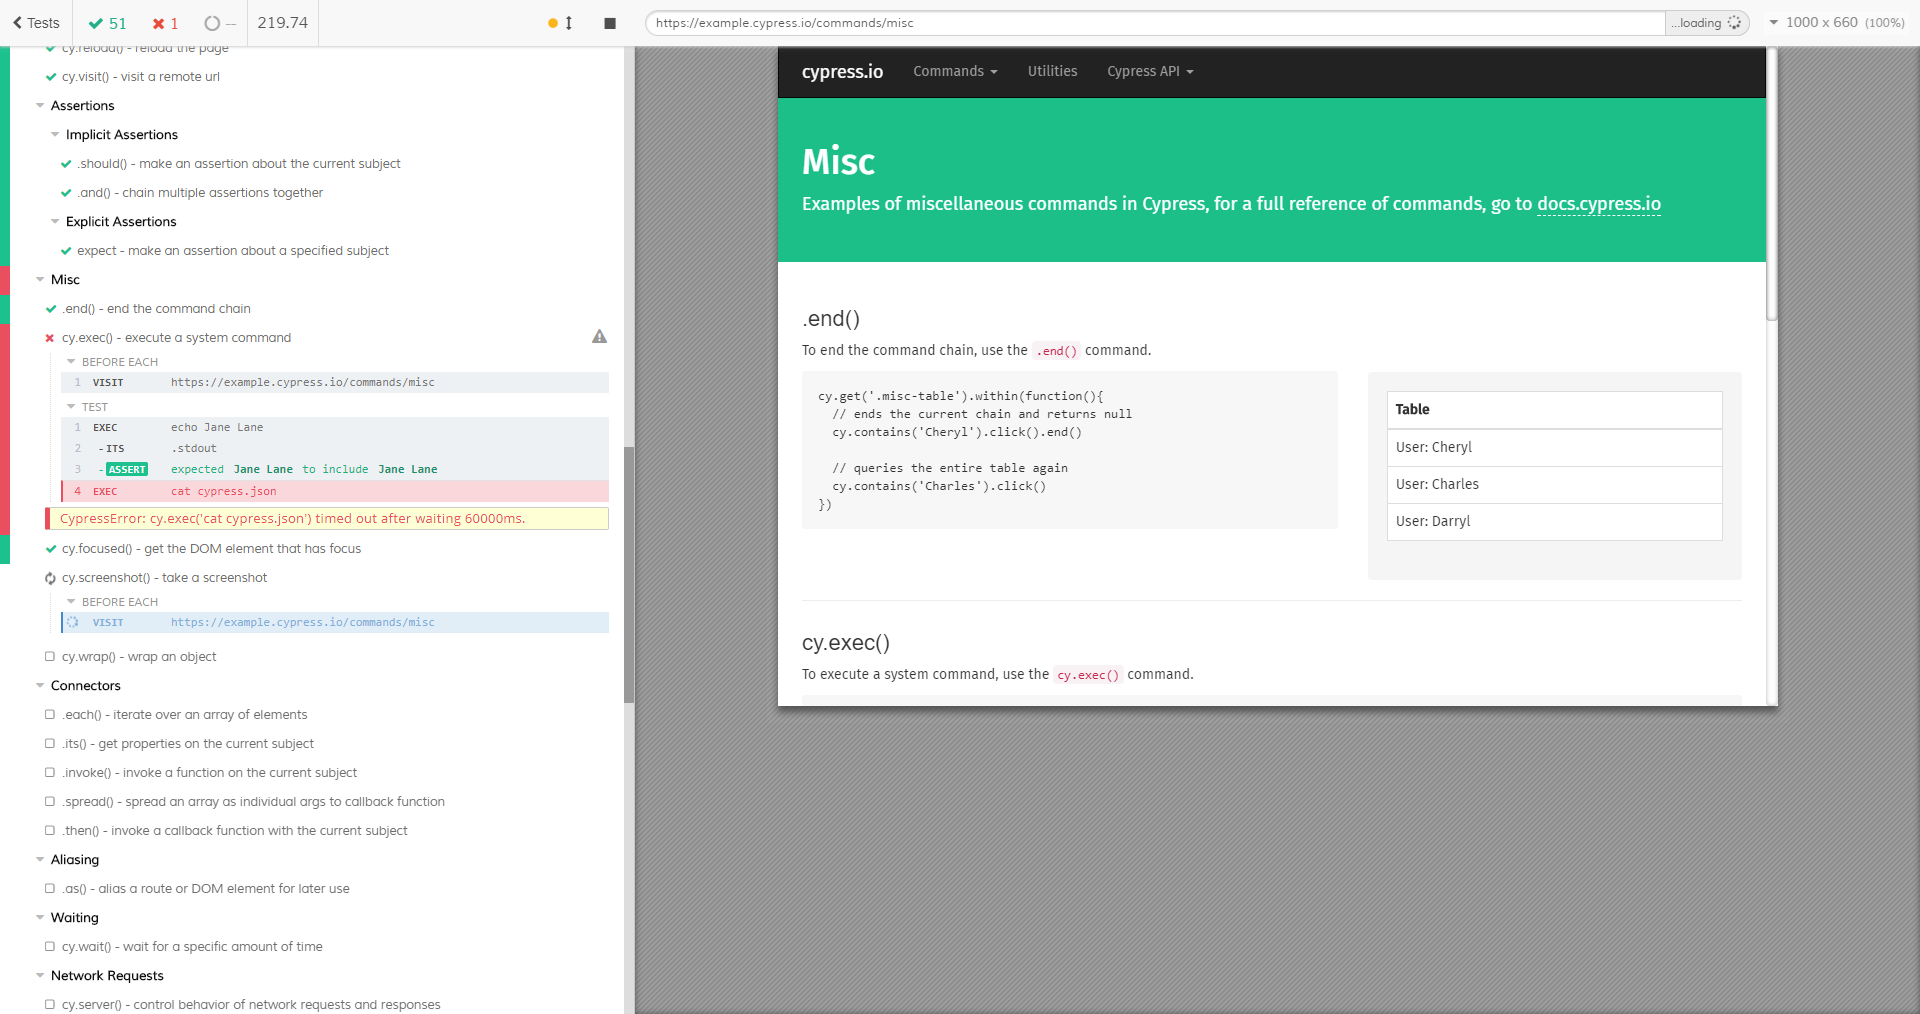 Tests 51 1 -- 219.74
https://example.cypress.io/commands/misc ...loading 1000 x 660 (100%)
cy.reload() - reload the page
cy.visit() - visit a remote url
Assertions
Implicit Assertions
.should() - make an assertion about the current subject
.and() - chain multiple assertions together
Explicit Assertions
expect - make an assertion about a specified subject
Misc
.end() - end the command chain
cy.exec() - execute a system command
BEFORE EACH
1 VISIT https://example.cypress.io/commands/misc
TEST
1 EXEC echo Jane Lane
2 -ITS .stdout
3 -ASSERT expected Jane Lane to include Jane Lane
4 EXEC cat cypress.json
CypressError: cy.exec('cat cypress.json') timed out after waiting 60000ms.
cy.focused() - get the DOM element that has focus
cy.screenshot() - take a screenshot
BEFORE EACH
VISIT https://example.cypress.io/commands/misc
cy.wrap() - wrap an object
Connectors
.each() - iterate over an array of elements
.its() - get properties on the current subject
.invoke() - invoke a function on the current subject
.spread() - spread an array as individual args to callback function
.then() - invoke a callback function with the current subject
Aliasing
.as() - alias a route or DOM element for later use
Waiting
cy.wait() - wait for a specific amount of time
Network Requests
cy.server() - control behavior of network requests and responses
cypress.io Commands Utilities Cypress API
Misc
Examples of miscellaneous commands in Cypress, for a full reference of commands, go to docs.cypress.io
.end()
To end the command chain, use the .end() command.
cy.get('.misc-table').within(function(){
// ends the current chain and returns null
cy.contains('Cheryl').click().end()
// queries the entire table again
cy.contains('Charles').click()
})
Table
User: Cheryl
User: Charles
User: Darryl
cy.exec()
To execute a system command, use the cy.exec() command.